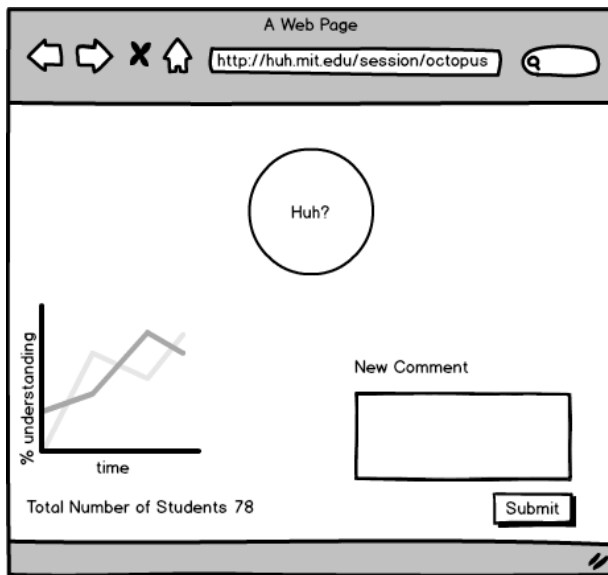 A Web Page
http://huh.mit.edu/session/octopus
Huh?
% understanding
time
Total Number of Students 78
New Comment
Submit